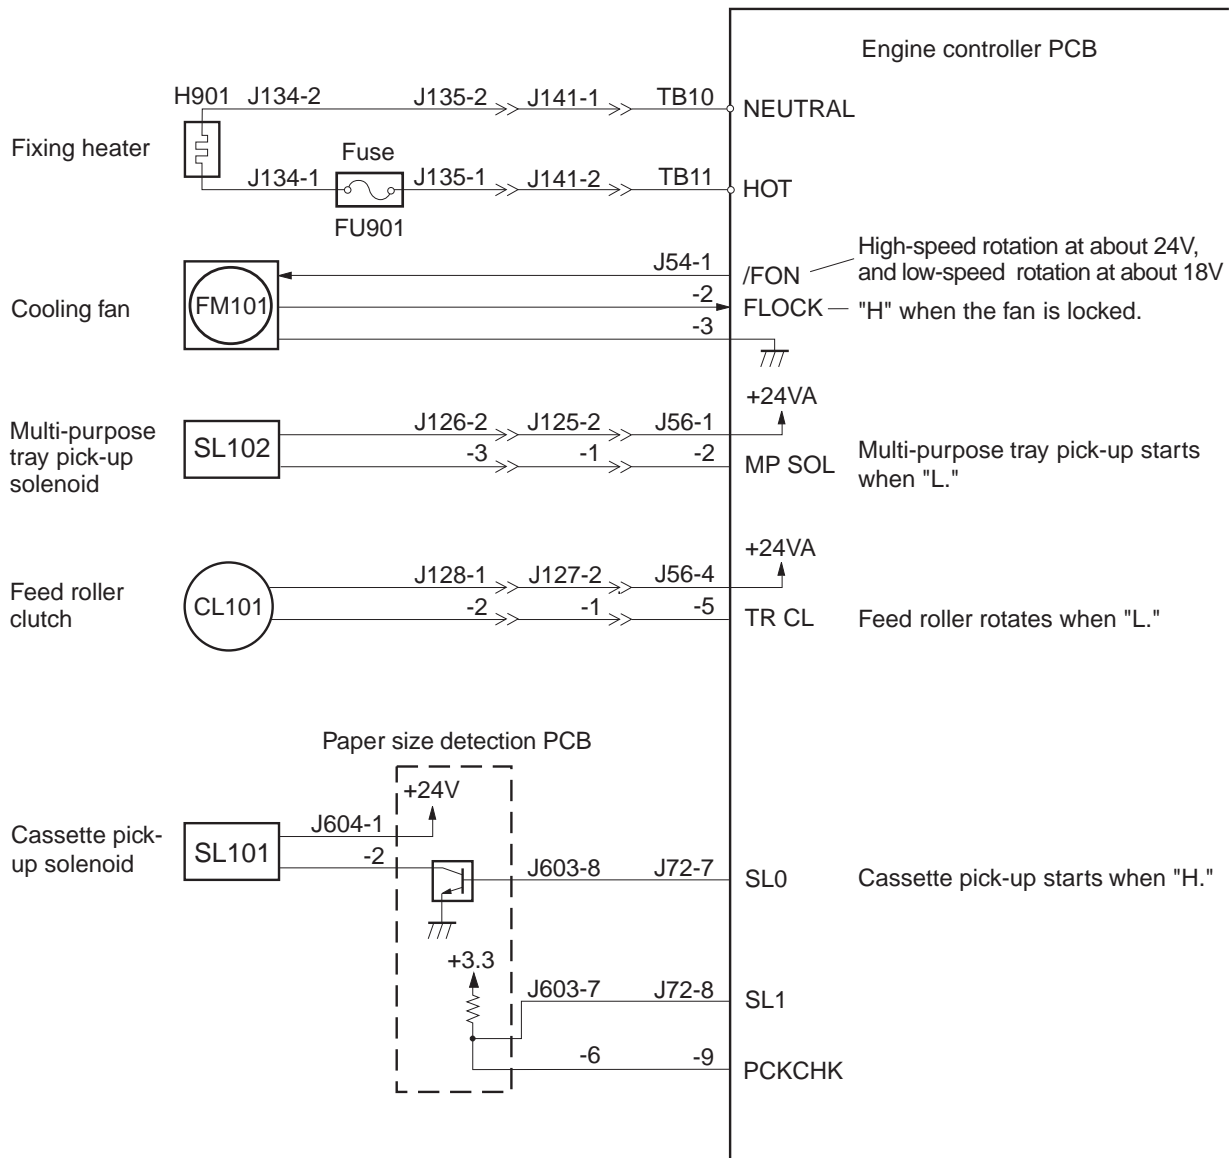 Engine controller PCB
H901 J134-2 J135-2 J141-1 TB10 NEUTRAL
Fixing heater
Fuse
J134-1 J135-1 J141-2 TB11 HOT
FU901
High-speed rotation at about 24V,
J54-1 /FON and low-speed rotation at about 18V
Cooling fan FM101 -2 FLOCK "H" when the fan is locked.
-3
+24VA
Multi-purpose
tray pick-up
solenoid
SL102 J126-2 J125-2 J56-1
-3 -1 -2 MP SOL
Multi-purpose tray pick-up starts
when "L."
+24VA
Feed roller
clutch
CL101 J128-1 J127-2 J56-4
-2 -1 -5 TR CL Feed roller rotates when "L."
Paper size detection PCB
+24V
Cassette pick-
up solenoid
SL101 J604-1
-2 J603-8 J72-7 SL0 Cassette pick-up starts when "H."
+3.3
J603-7 J72-8 SL1
-6 -9 PCKCHK